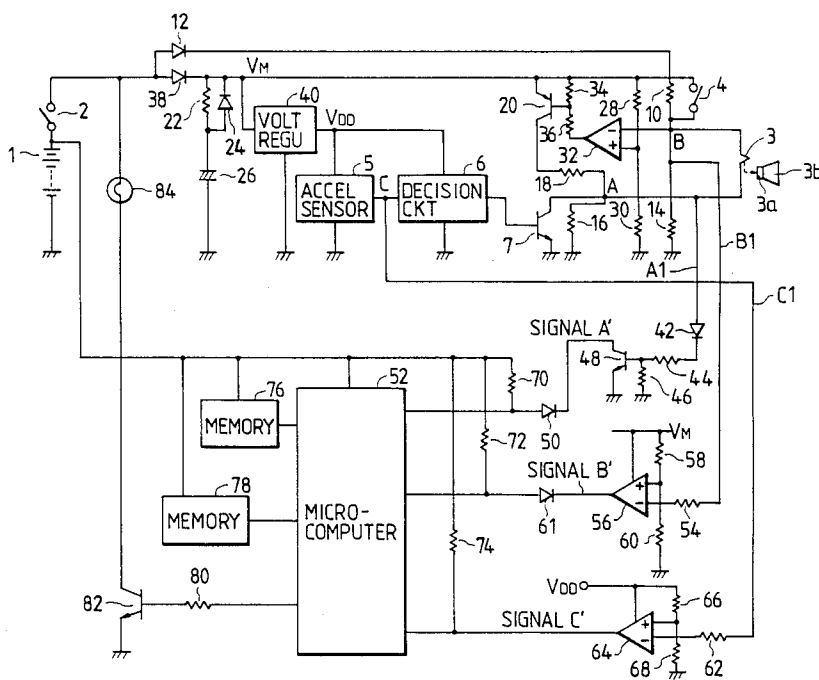 12
VM
38
34
4
2
22
40
VOLT
REGU
VDD
20
28
10
24
36
B
3
1
5
6
32
3b
84
26
ACCEL
SENSOR
C
DECISION
CKT
18
A
3a
7
16
30
14
B1
A1
C1
SIGNAL A'
42
48
44
76
52
70
46
MEMORY
50
VM
72
58
78
SIGNAL B'
MEMORY
MICRO-
COMPUTER
61
56
54
60
74
80
VDD
66
82
SIGNAL C'
64
68
62
+
-
+
-
+
-
+
-